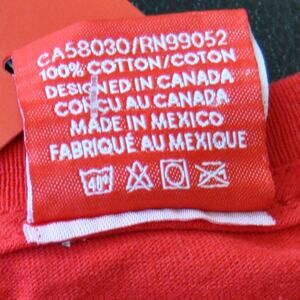 CA58030/RN99052
100% COTTON/COTON
DESIGNED IN CANADA
CONÇU AU CANADA
MADE IN MEXICO
FABRIQUÉ AU MEXIQUE
40°